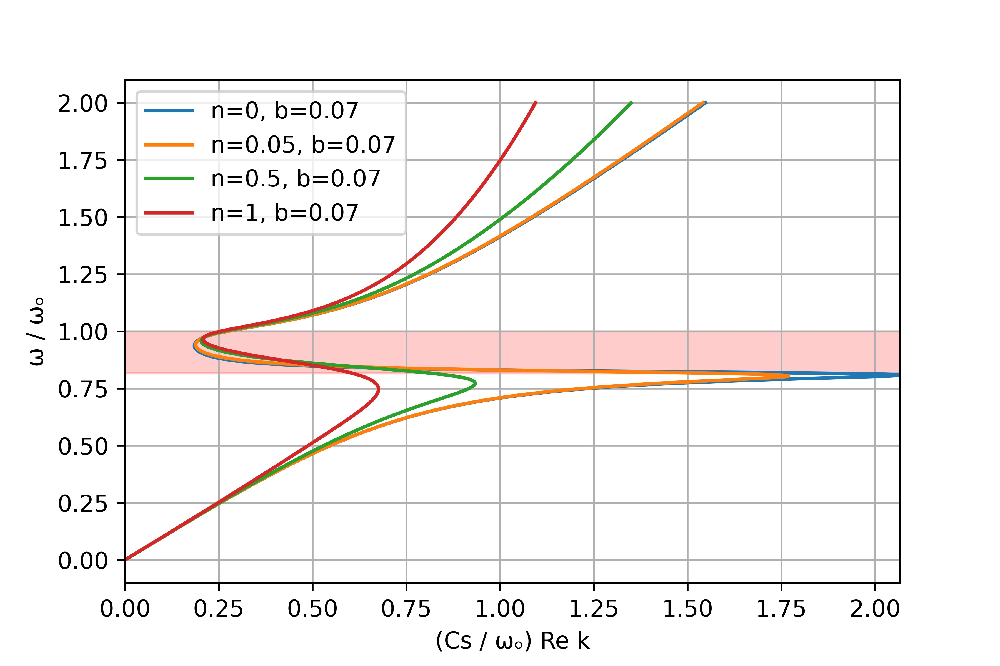 n=0, b=0.07
n=0.05, b=0.07
n=0.5, b=0.07
n=1, b=0.07
2.00
1.75
1.50
1.25
1.00
0.75
0.50
0.25
0.00
ω / ω₀
0.00 0.25 0.50 0.75 1.00 1.25 1.50 1.75 2.00
(Cs / ω₀) Re k